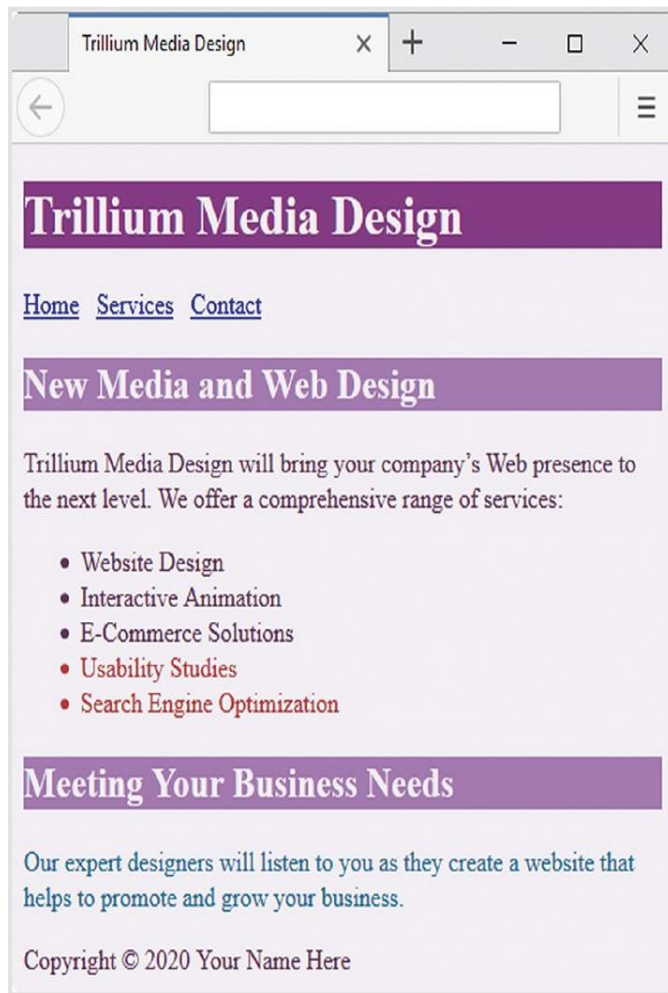 Trillium Media Design
Trillium Media Design
Home Services Contact
New Media and Web Design
Trillium Media Design will bring your company’s Web presence to
the next level. We offer a comprehensive range of services:
• Website Design
• Interactive Animation
• E-Commerce Solutions
• Usability Studies
• Search Engine Optimization
Meeting Your Business Needs
Our expert designers will listen to you as they create a website that
helps to promote and grow your business.
Copyright © 2020 Your Name Here